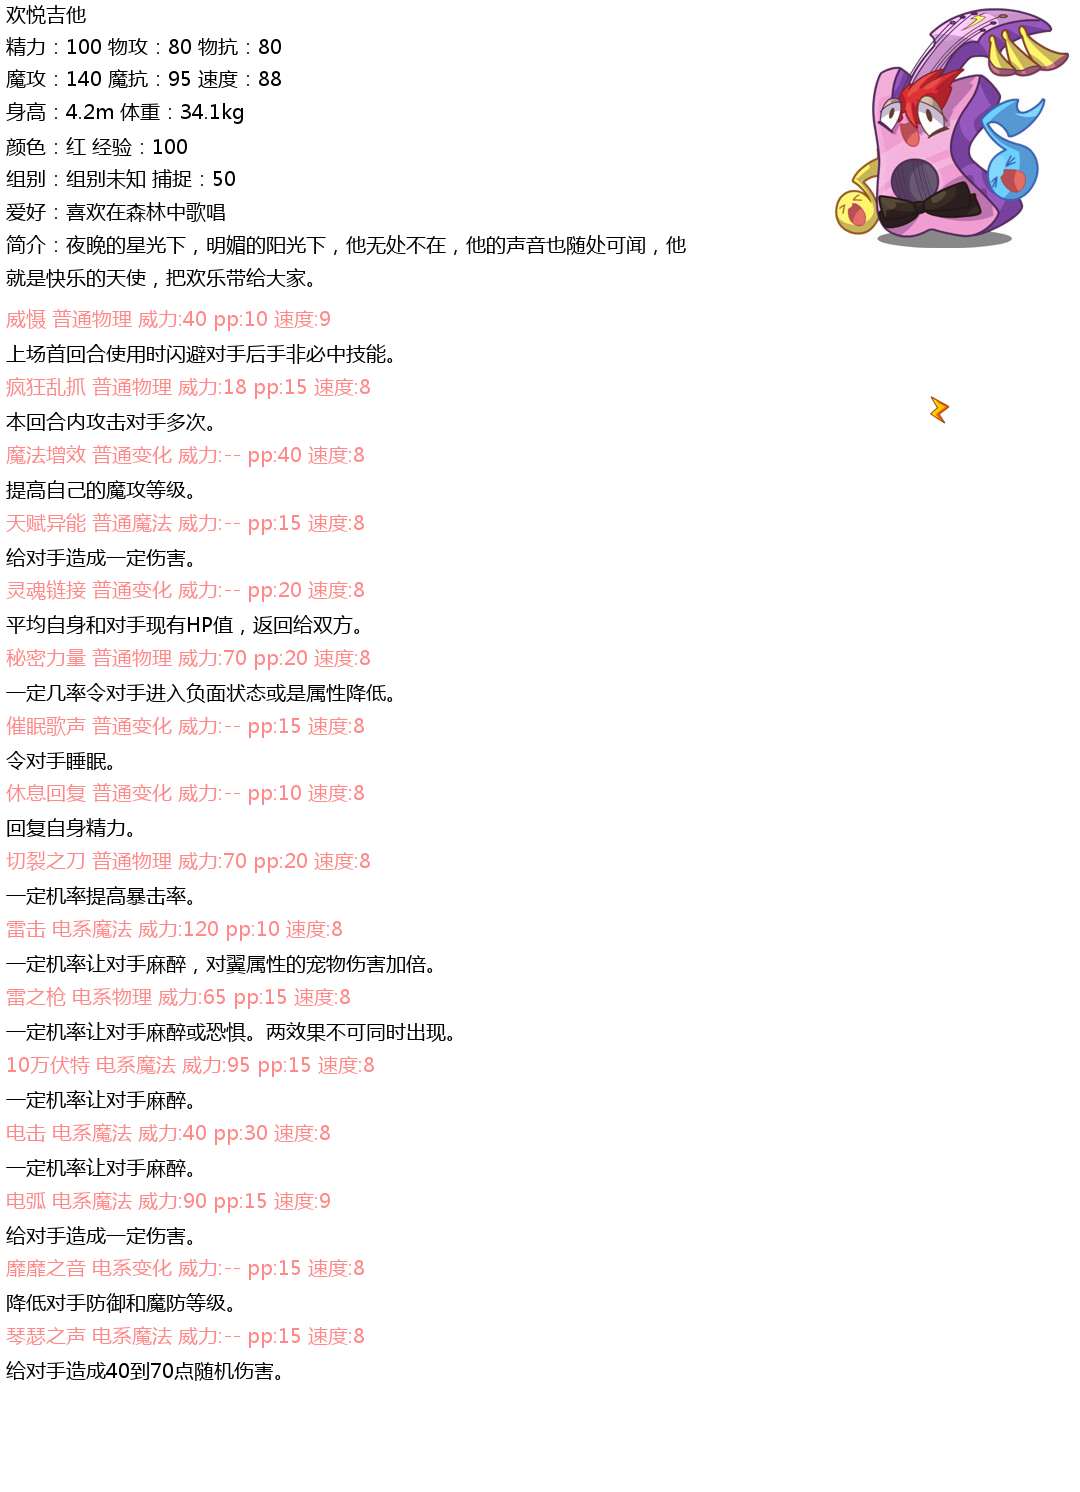 欢悦吉他
精力：100 物攻：80 物抗：80
魔攻：140 魔抗：95 速度：88
身高：4.2m 体重：34.1kg
颜色：红 经验：100
组别：组别未知 捕捉：50
爱好：喜欢在森林中歌唱
简介：夜晚的星光下，明媚的阳光下，他无处不在，他的声音也随处可闻，他
就是快乐的天使，把欢乐带给大家。
威慑 普通物理 威力:40 pp:10 速度:9
上场首回合使用时闪避对手后手非必中技能。
疯狂乱抓 普通物理 威力:18 pp:15 速度:8
本回合内攻击对手多次。
魔法增效 普通变化 威力:-- pp:40 速度:8
提高自己的魔攻等级。
天赋异能 普通魔法 威力:-- pp:15 速度:8
给对手造成一定伤害。
灵魂链接 普通变化 威力:-- pp:20 速度:8
平均自身和对手现有HP值，返回给双方。
秘密力量 普通物理 威力:70 pp:20 速度:8
一定几率令对手进入负面状态或是属性降低。
催眠歌声 普通变化 威力:-- pp:15 速度:8
令对手睡眠。
休息回复 普通变化 威力:-- pp:10 速度:8
回复自身精力。
切裂之刀 普通物理 威力:70 pp:20 速度:8
一定机率提高暴击率。
雷击 电系魔法 威力:120 pp:10 速度:8
一定机率让对手麻醉，对翼属性的宠物伤害加倍。
雷之枪 电系物理 威力:65 pp:15 速度:8
一定机率让对手麻醉或恐惧。两效果不可同时出现。
10万伏特 电系魔法 威力:95 pp:15 速度:8
一定机率让对手麻醉。
电击 电系魔法 威力:40 pp:30 速度:8
一定机率让对手麻醉。
电弧 电系魔法 威力:90 pp:15 速度:9
给对手造成一定伤害。
靡靡之音 电系变化 威力:-- pp:15 速度:8
降低对手防御和魔防等级。
琴瑟之声 电系魔法 威力:-- pp:15 速度:8
给对手造成40到70点随机伤害。